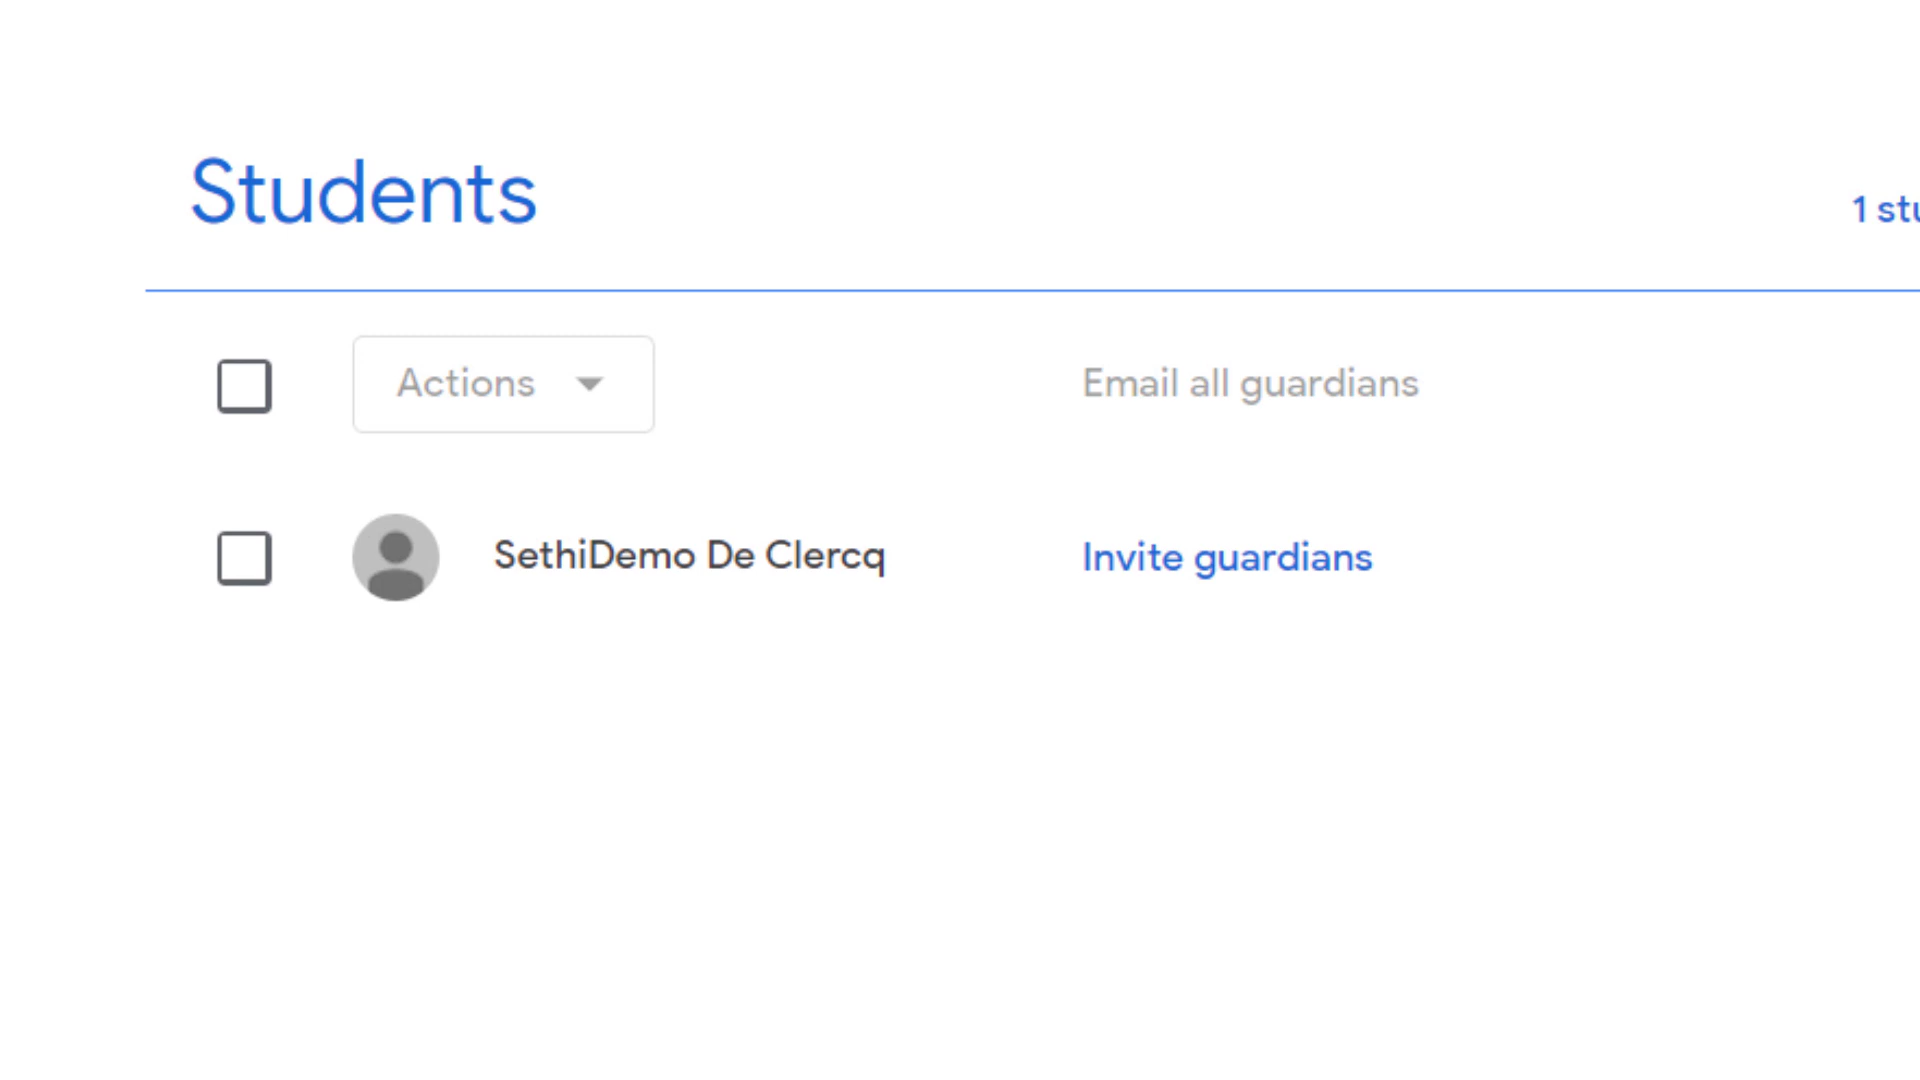 Students
1 stu
Actions
Email all guardians
SethiDemo De Clercq
Invite guardians